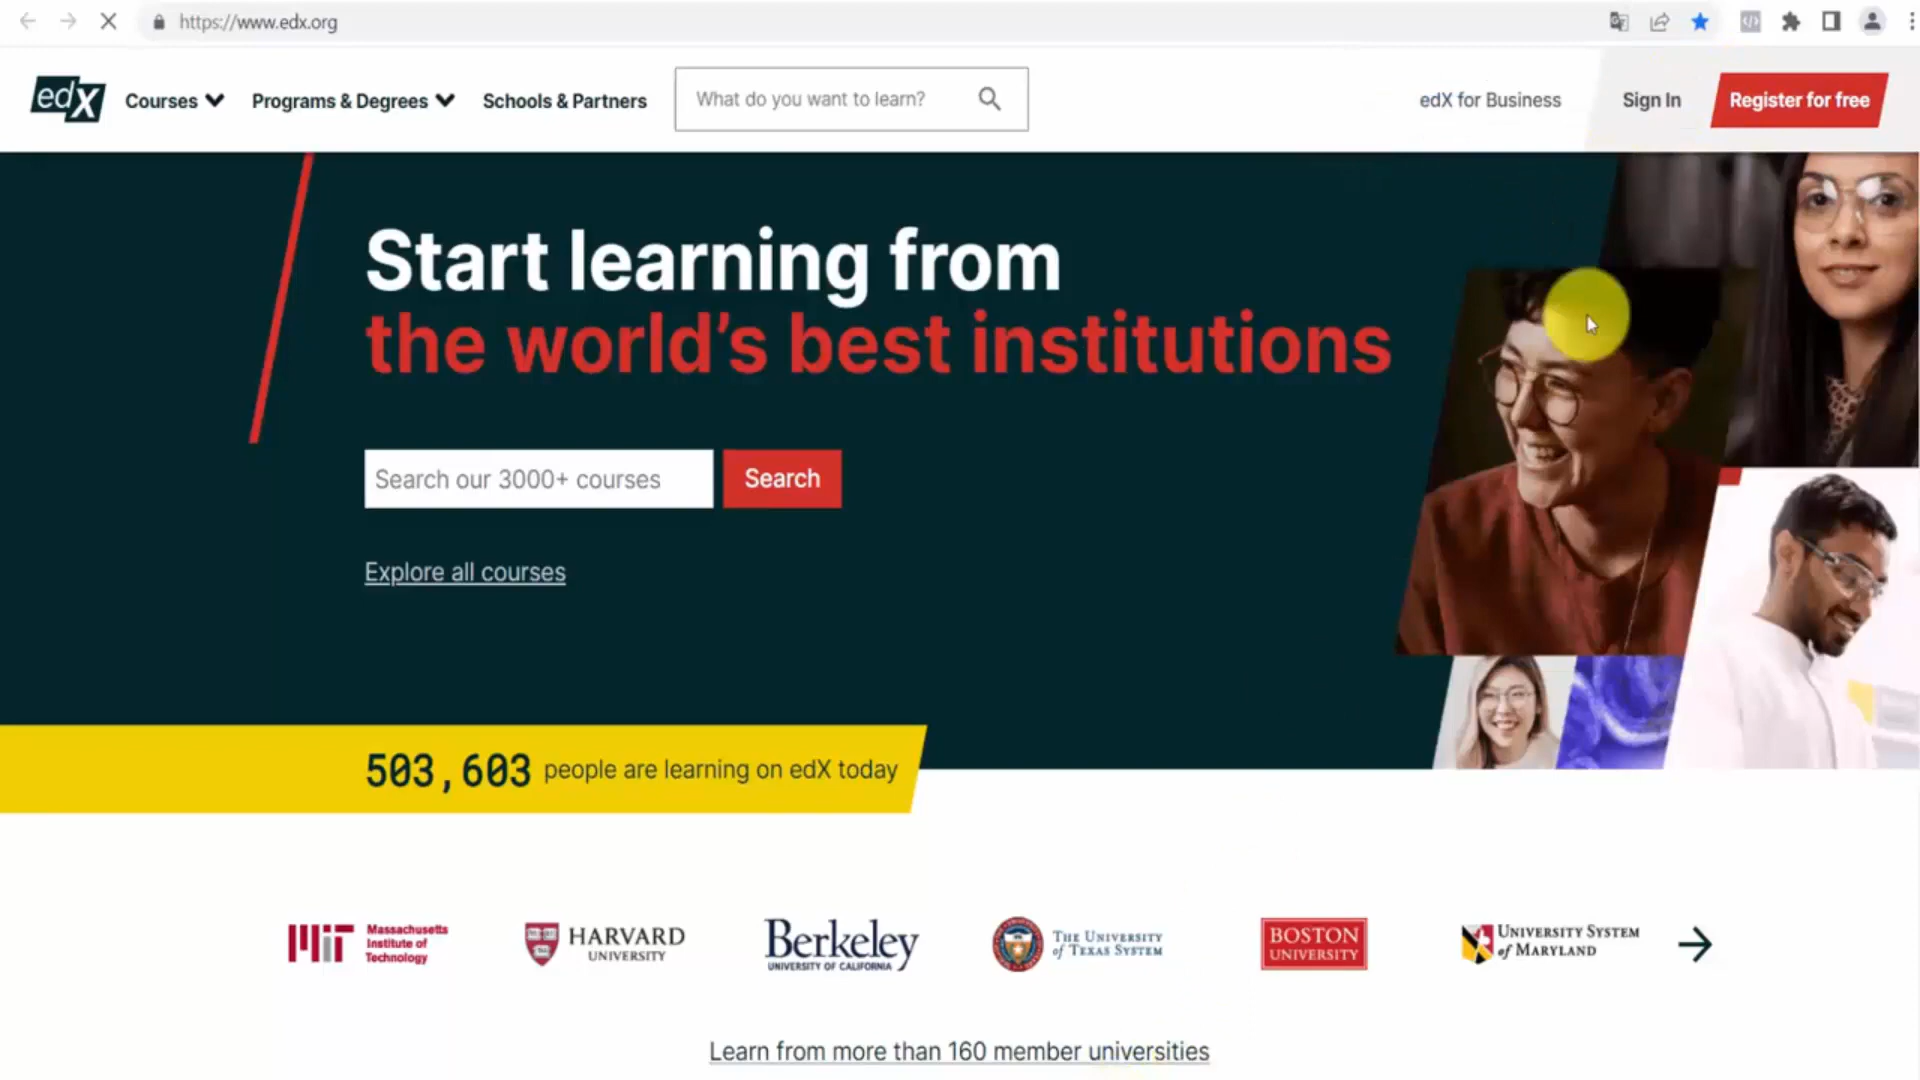 https://www.edx.org
edX
Courses
Programs & Degrees
Schools & Partners
What do you want to learn?
edX for Business
Sign In
Register for free
Start learning from
the world's best institutions
Search our 3000+ courses
Search
Explore all courses
503,603 people are learning on edX today
MIT
Massachusetts
Institute of
Technology
HARVARD
UNIVERSITY
Berkeley
UNIVERSITY OF CALIFORNIA
THE UNIVERSITY
of TEXAS SYSTEM
BOSTON
UNIVERSITY
UNIVERSITY SYSTEM
of MARYLAND
Learn from more than 160 member universities